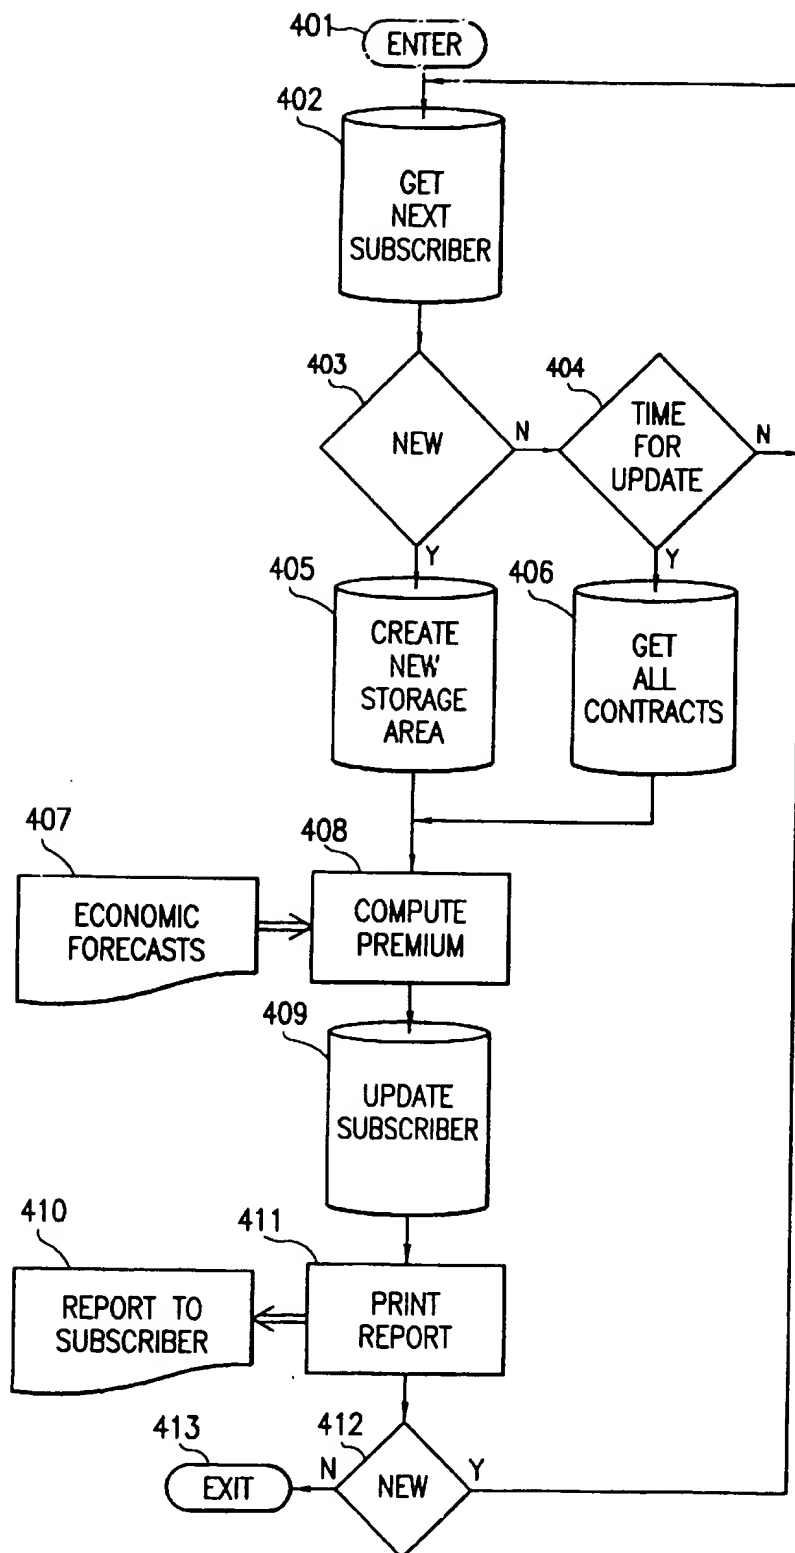 401
ENTER
402
GET
NEXT
SUBSCRIBER
403
NEW
N
Y
404
TIME
FOR
UPDATE
N
Y
405
CREATE
NEW
STORAGE
AREA
406
GET
ALL
CONTRACTS
407
ECONOMIC
FORECASTS
408
COMPUTE
PREMIUM
409
UPDATE
SUBSCRIBER
410
REPORT TO
SUBSCRIBER
411
PRINT
REPORT
412
NEW
N
Y
413
EXIT